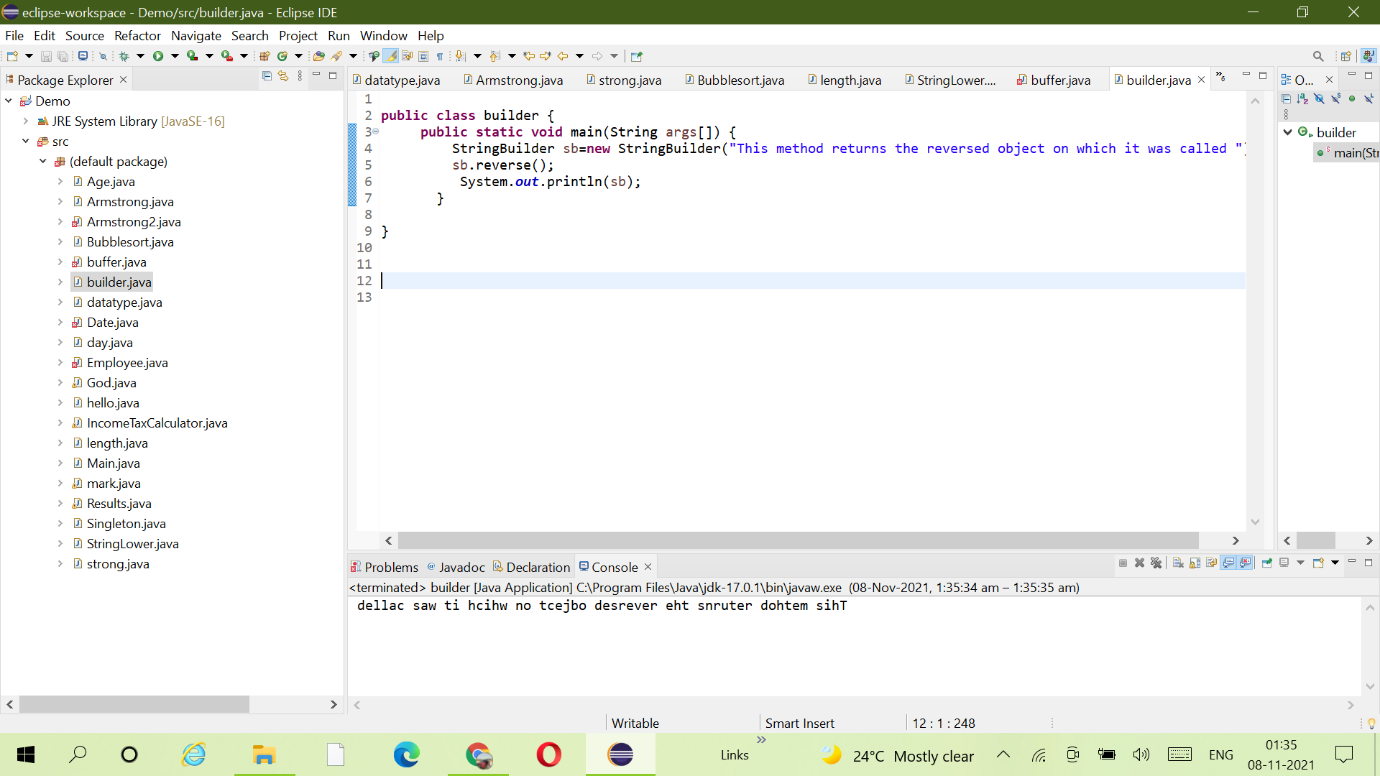 eclipse-workspace - Demo/src/builder.java - Eclipse IDE
File Edit Source Refactor Navigate Search Project Run Window Help
Package Explorer
Demo
JRE System Library [JavaSE-16]
src
(default package)
Age.java
Armstrong.java
Armstrong2.java
Bubblesort.java
buffer.java
builder.java
datatype.java
Date.java
day.java
Employee.java
God.java
hello.java
IncomeTaxCalculator.java
length.java
Main.java
mark.java
Results.java
Singleton.java
StringLower.java
strong.java
datatype.java Armstrong.java strong.java Bubblesort.java length.java StringLower.... buffer.java builder.java »6
1
2 public class builder {
3 public static void main(String args[]) {
4 StringBuilder sb=new StringBuilder("This method returns the reversed object on which it was called ")
5 sb.reverse();
6 System.out.println(sb);
7 }
8
9 }
10
11
12
13
O...
builder
main(Str
Problems Javadoc Declaration Console
<terminated> builder [Java Application] C:\Program Files\Java\jdk-17.0.1\bin\javaw.exe (08-Nov-2021, 1:35:34 am – 1:35:35 am)
dellac saw ti hcihw no tcejbo desrever eht snruter dohtem sihT
Writable Smart Insert 12 : 1 : 248
Links » 24°C Mostly clear ENG 01:35
08-11-2021